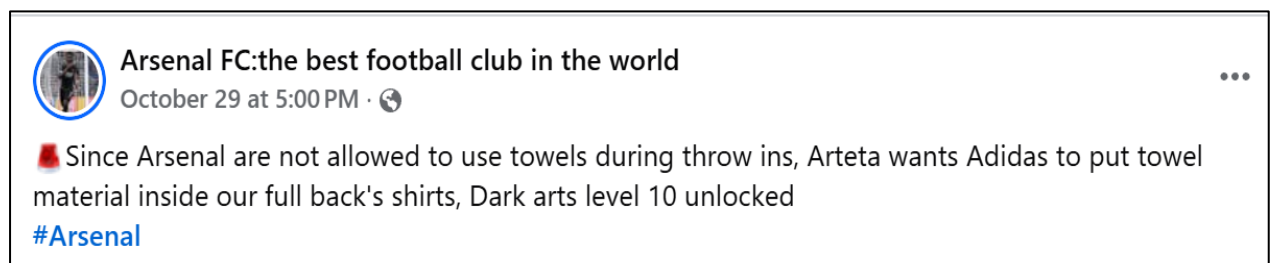 Arsenal FC:the best football club in the world
October 29 at 5:00 PM ·
🚨Since Arsenal are not allowed to use towels during throw ins, Arteta wants Adidas to put towel
material inside our full back's shirts, Dark arts level 10 unlocked
#Arsenal